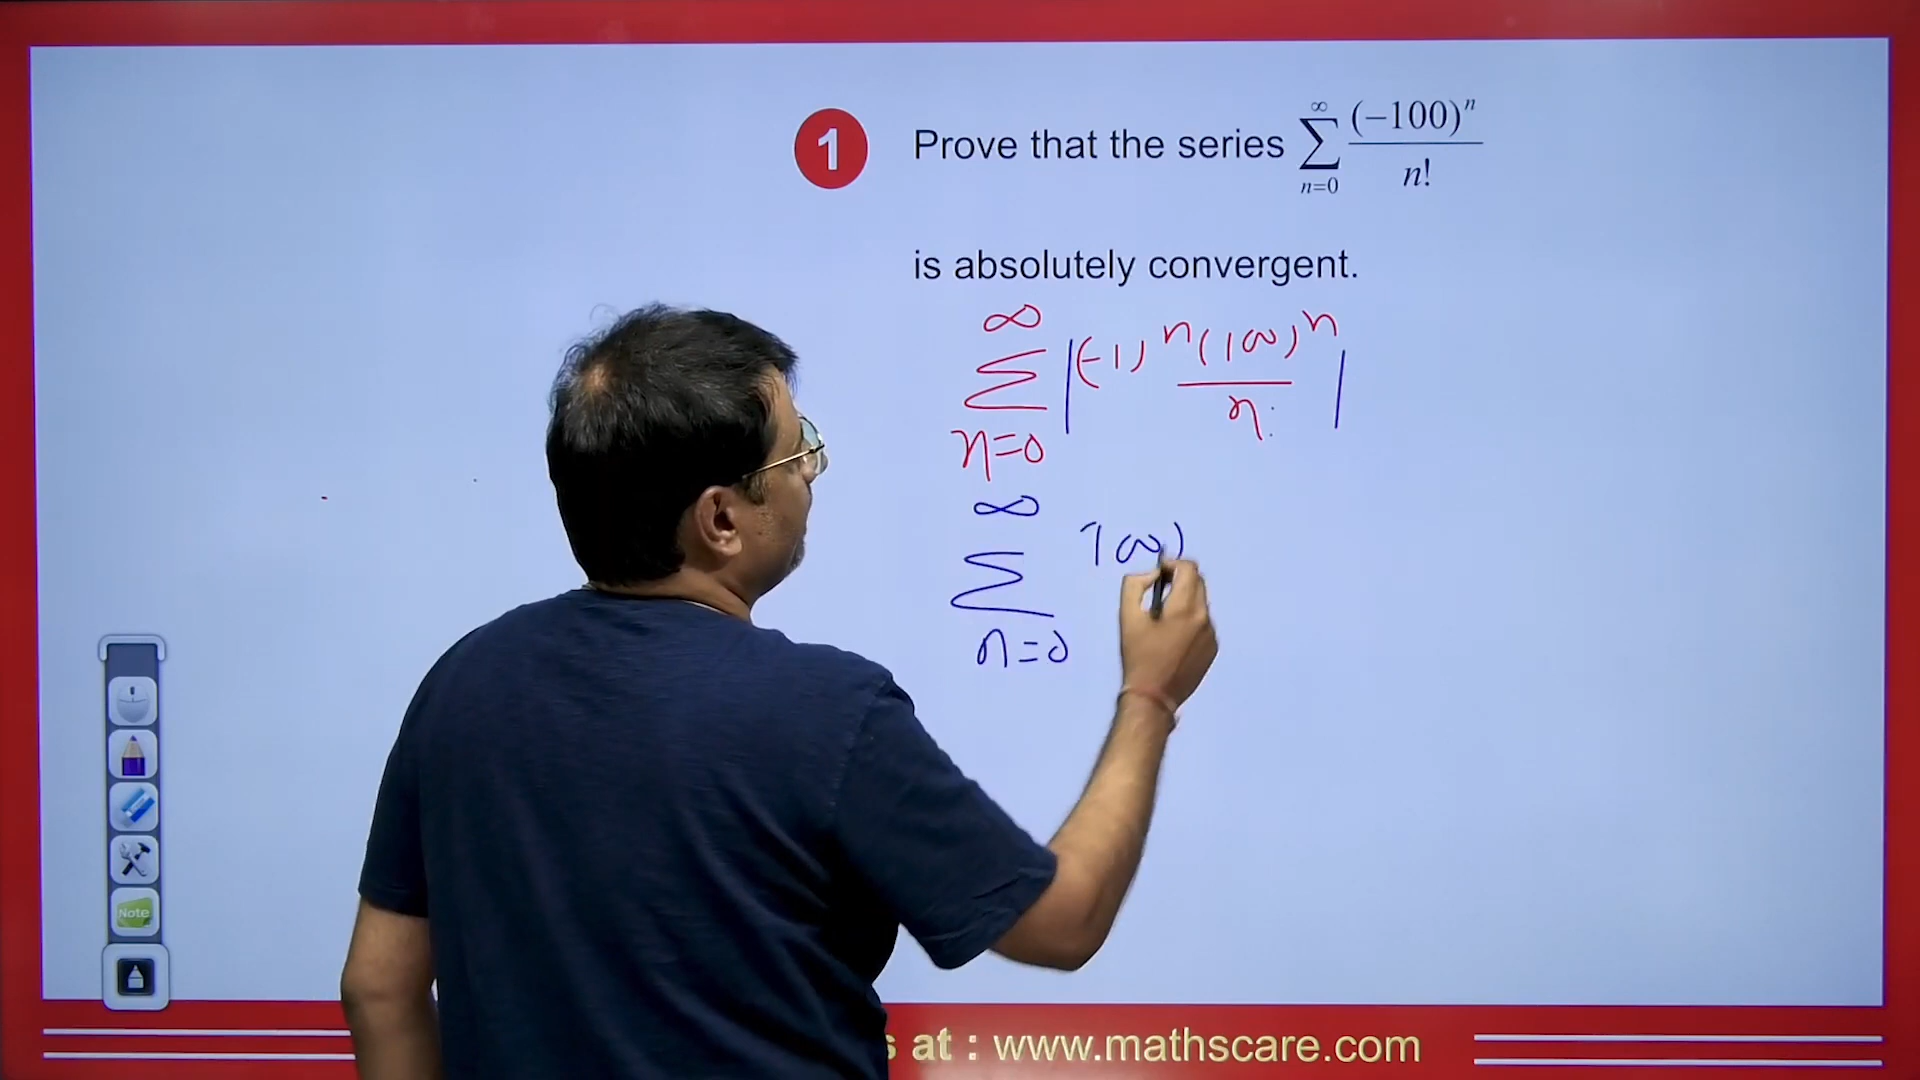 1 Prove that the series ∑_{n=0}^{∞} (−100)ⁿ / n!
is absolutely convergent.
∑_{n=0}^{∞} |(-1)ⁿ (100)ⁿ / n!|
∑_{n=0}^{∞} 100)
Note
at : www.mathscare.com